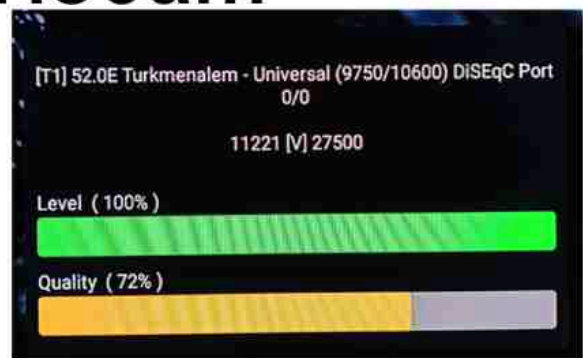 [T1] 52.0E Turkmenalem - Universal (9750/10600) DiSEqC Port
0/0
11221 [V] 27500
Level ( 100% )
Quality ( 72% )